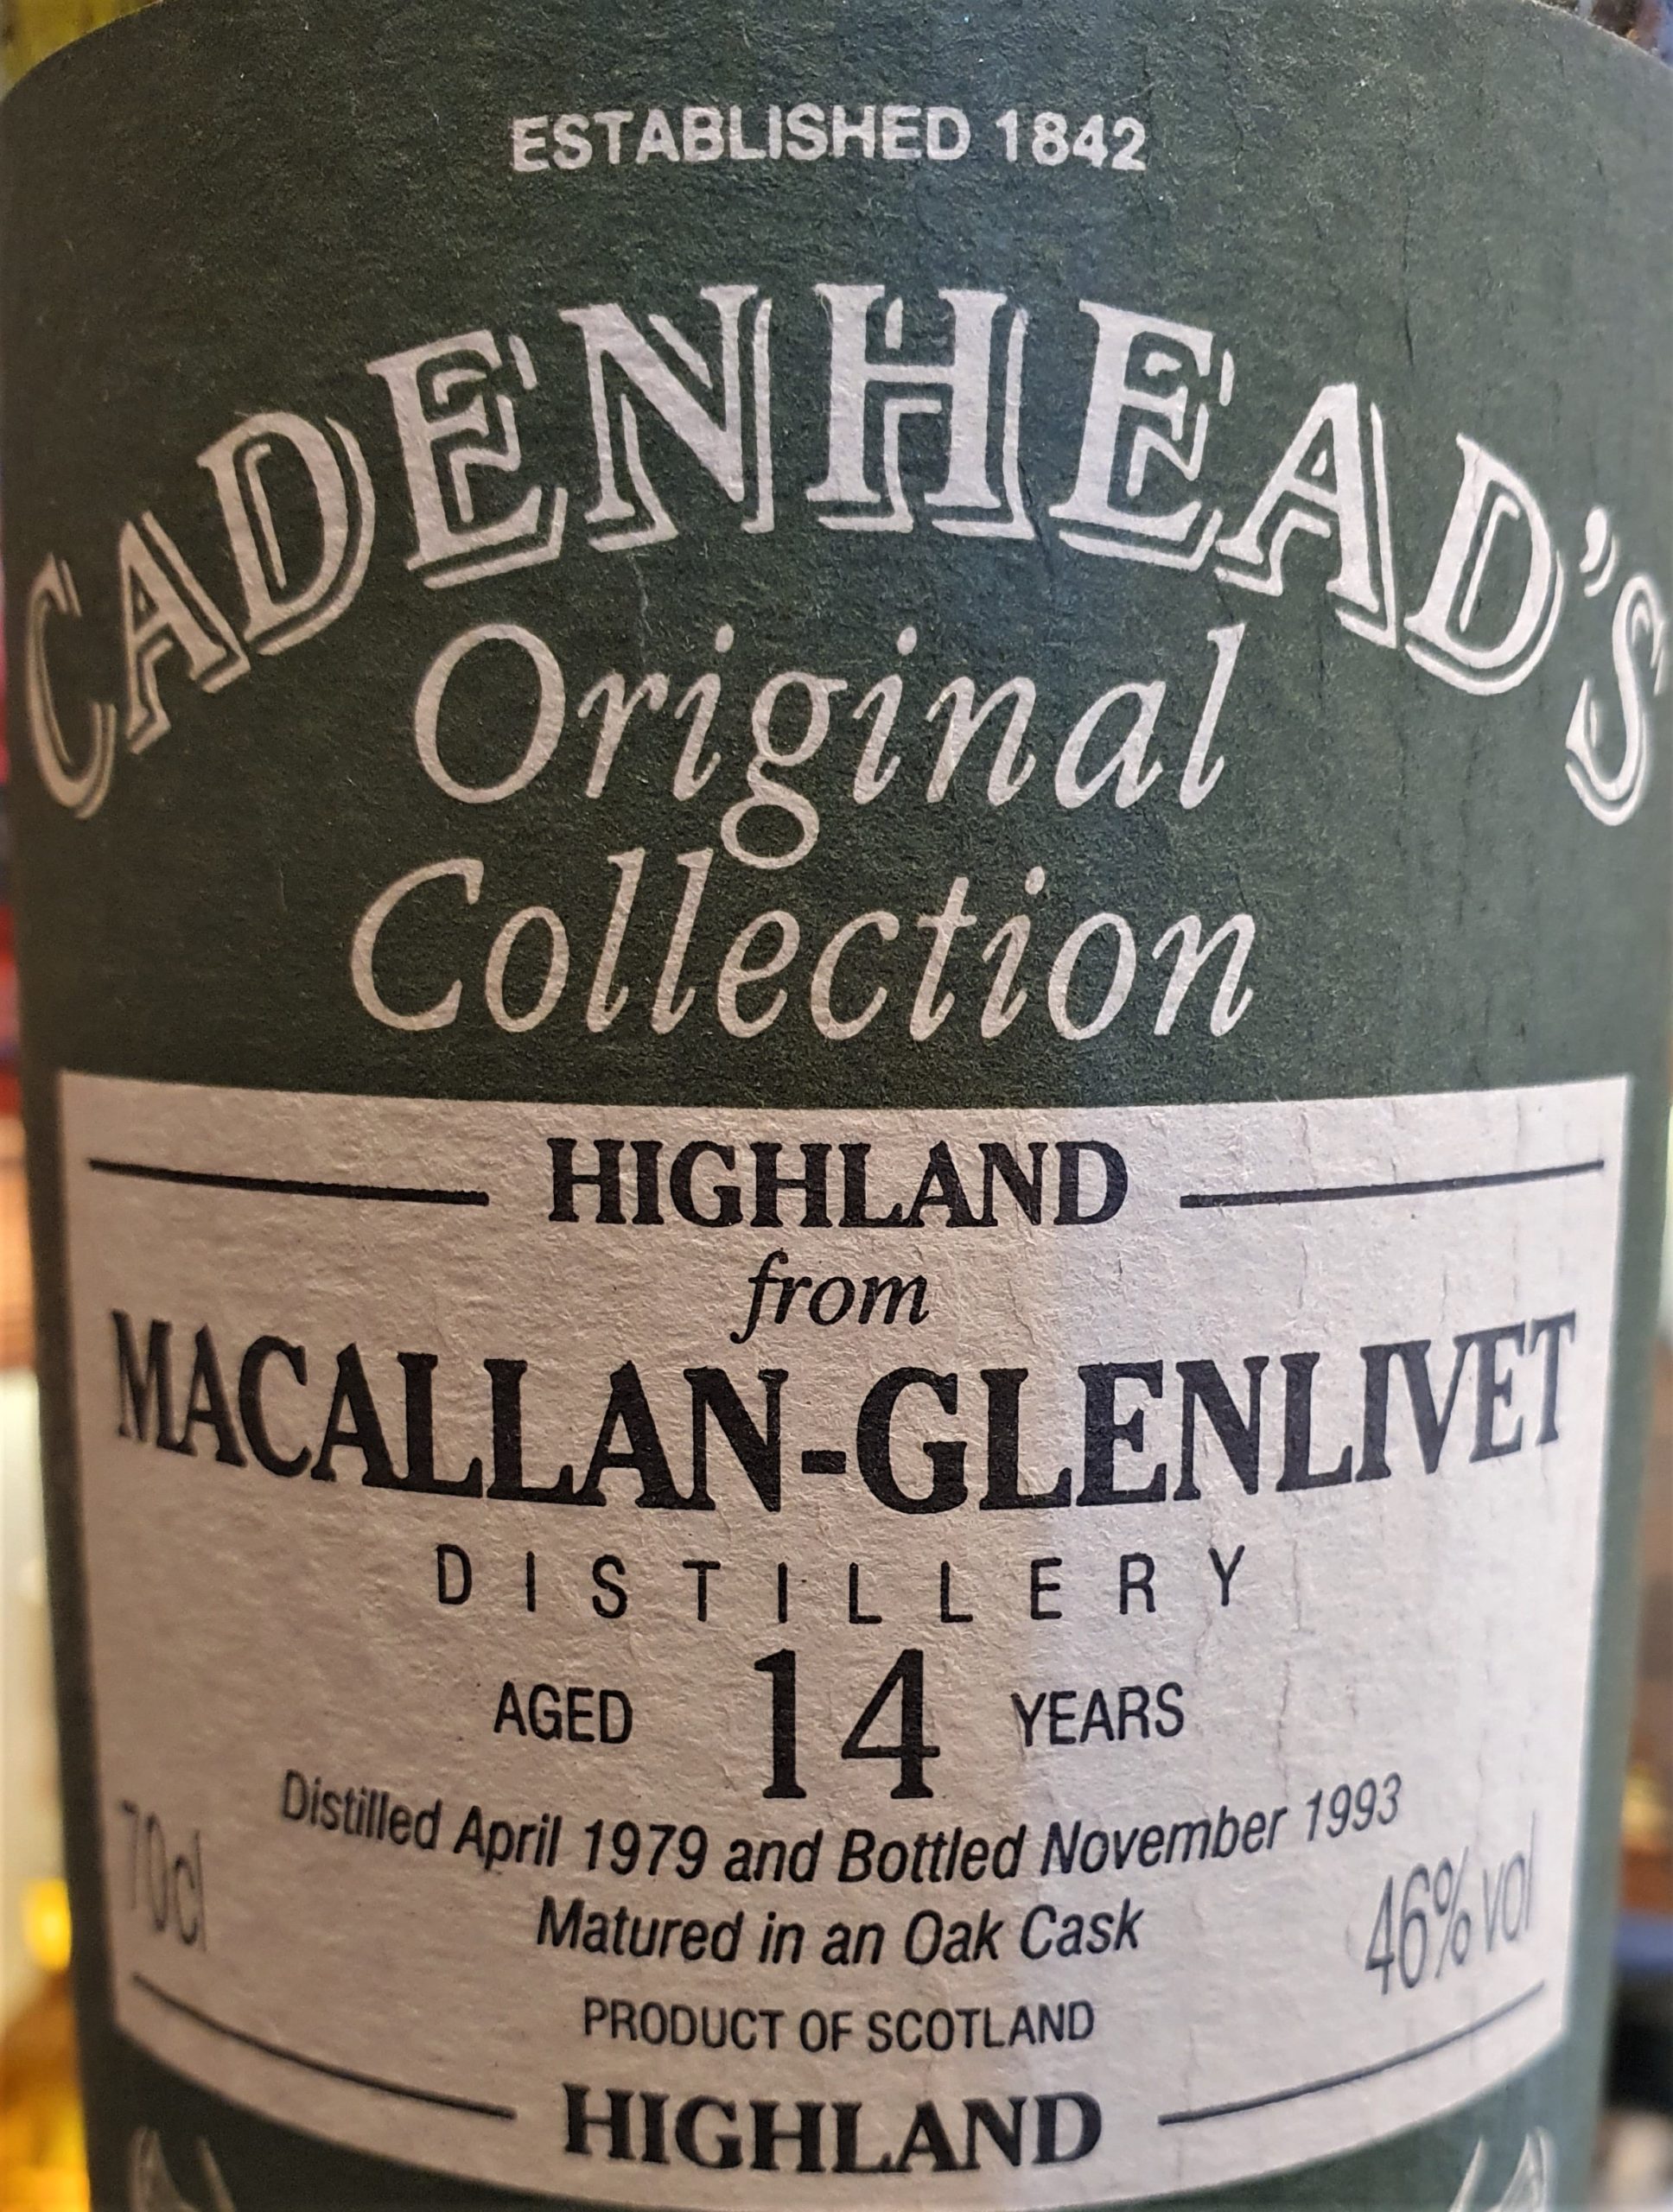 ESTABLISHED 1842
CADENHEAD'S
Original
Collection
HIGHLAND
from
MACALLAN-GLENLIVET
DISTILLERY
AGED 14 YEARS
Distilled April 1979 and Bottled November 1993
70cl Matured in an Oak Cask 46% vol
PRODUCT OF SCOTLAND
HIGHLAND